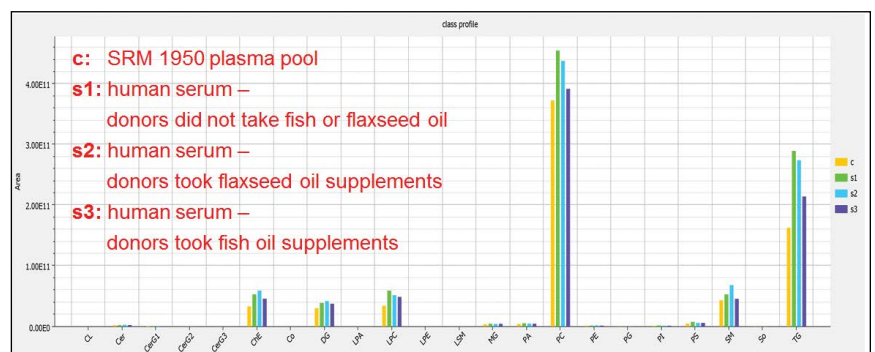 class profile
c: SRM 1950 plasma pool
s1: human serum –
donors did not take fish or flaxseed oil
s2: human serum –
donors took flaxseed oil supplements
s3: human serum –
donors took fish oil supplements
4.00E11
3.00E11
2.00E11
1.00E11
0.00E0
Area
c
s1
s2
s3
CL Cer CerG1 CerG2 CerG3 ChE Co DG LPA LPC LPE LSM MG PA PC PE PG PI PS SM So TG